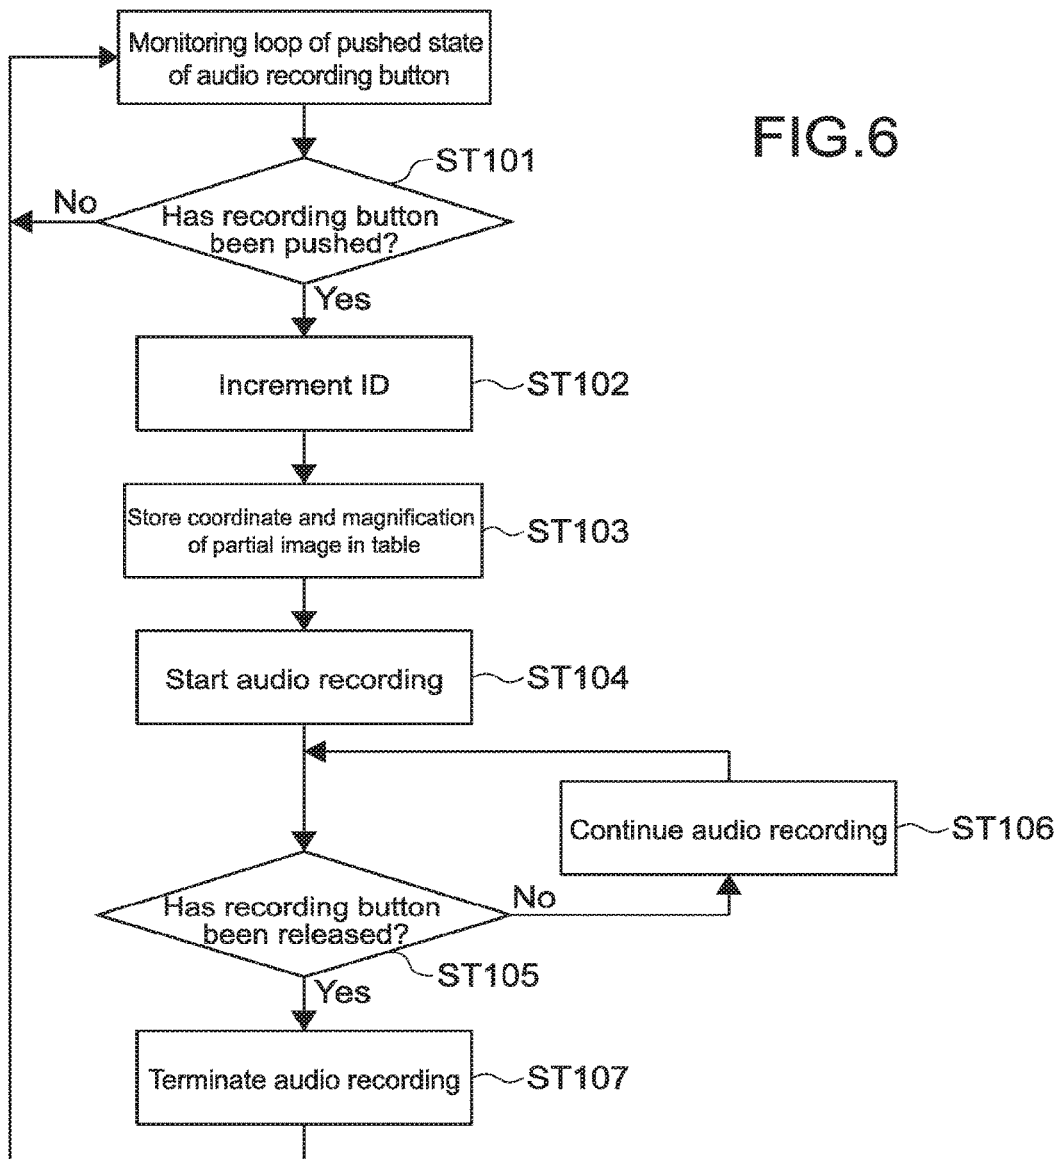 Monitoring loop of pushed state
of audio recording button
FIG.6
ST101
No
Has recording button
been pushed?
Yes
Increment ID
ST102
Store coordinate and magnification
of partial image in table
ST103
Start audio recording
ST104
Continue audio recording
ST106
Has recording button
been released?
No
ST105
Yes
Terminate audio recording
ST107